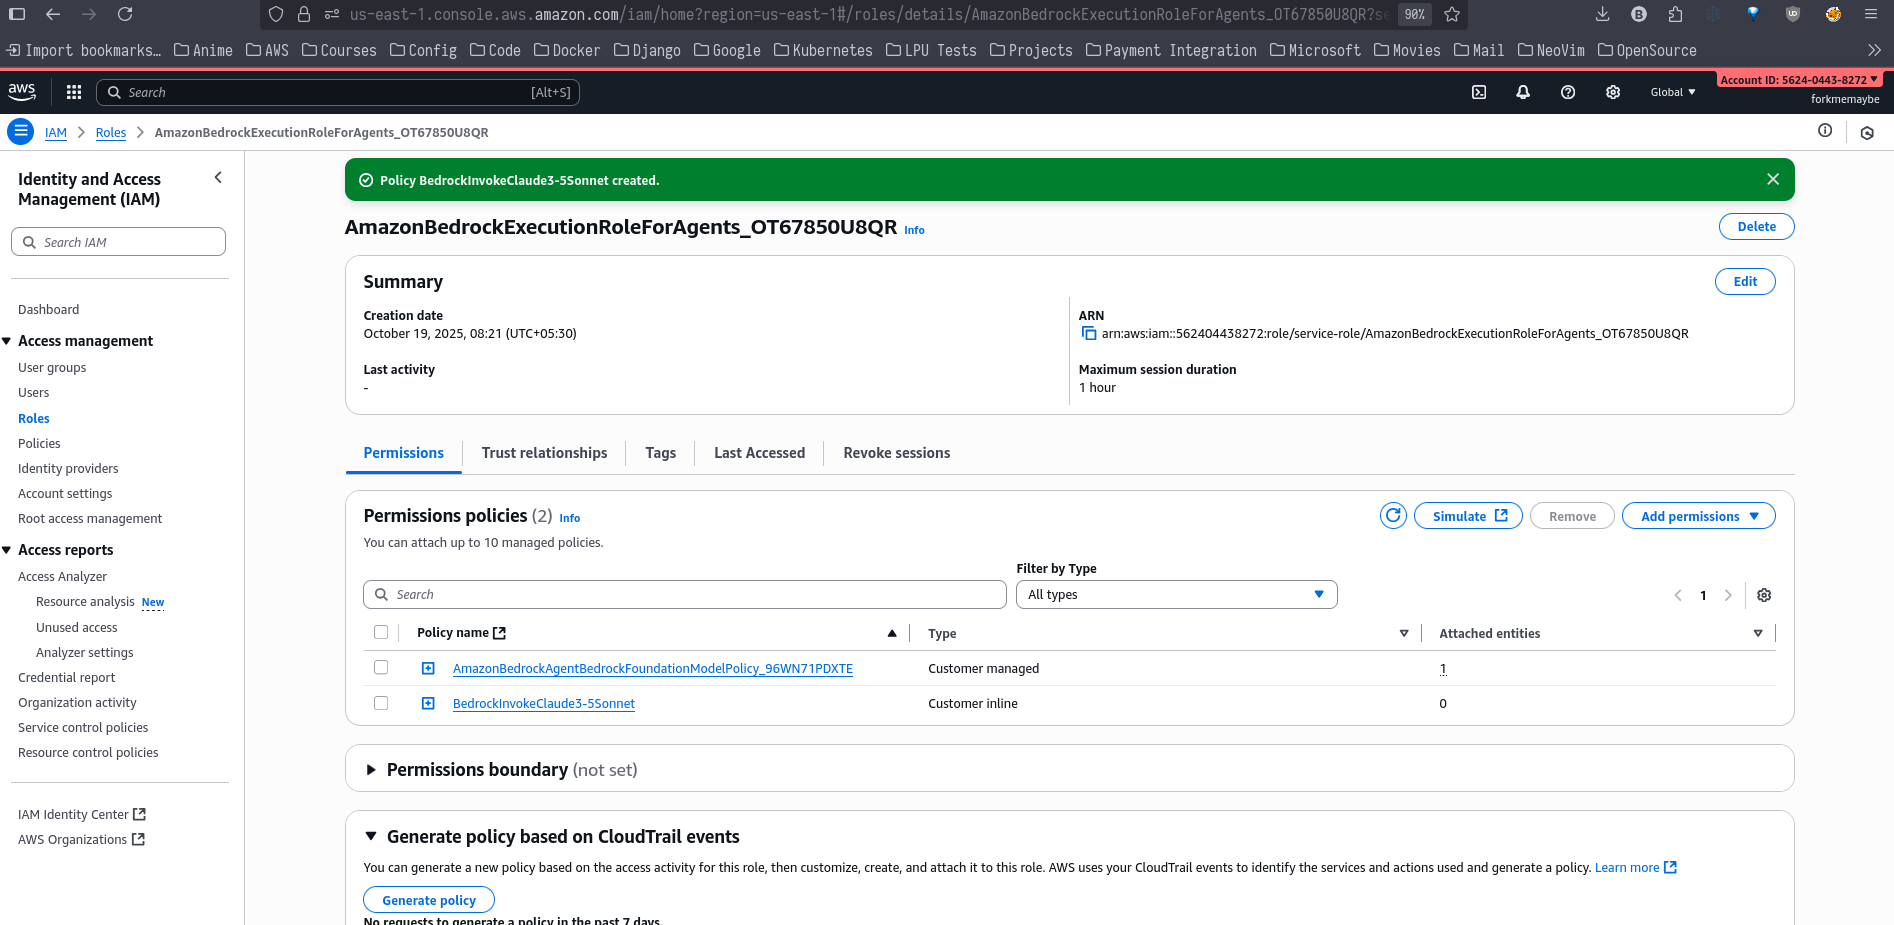 us-east-1.console.aws.amazon.com/iam/home?region=us-east-1#/roles/details/AmazonBedrockExecutionRoleForAgents_OT67850U8QR?se 90%
Import bookmarks… Anime AWS Courses Config Code Docker Django Google Kubernetes LPU Tests Projects Payment Integration Microsoft Movies Mail NeoVim OpenSource
aws Search [Alt+S] Global Account ID: 5624-0443-8272
forkmemaybe
IAM Roles AmazonBedrockExecutionRoleForAgents_OT67850U8QR
Identity and Access
Management (IAM)
Search IAM
Dashboard
Access management
User groups
Users
Roles
Policies
Identity providers
Account settings
Root access management
Access reports
Access Analyzer
Resource analysis New
Unused access
Analyzer settings
Credential report
Organization activity
Service control policies
Resource control policies
IAM Identity Center
AWS Organizations
Policy BedrockInvokeClaude3-5Sonnet created.
AmazonBedrockExecutionRoleForAgents_OT67850U8QR Info Delete
Summary Edit
Creation date
October 19, 2025, 08:21 (UTC+05:30)
Last activity
-
ARN
arn:aws:iam::562404438272:role/service-role/AmazonBedrockExecutionRoleForAgents_OT67850U8QR
Maximum session duration
1 hour
Permissions Trust relationships Tags Last Accessed Revoke sessions
Permissions policies (2) Info Simulate Remove Add permissions
You can attach up to 10 managed policies.
Filter by Type
Search All types 1
Policy name Type Attached entities
AmazonBedrockAgentBedrockFoundationModelPolicy_96WN71PDXTE Customer managed 1
BedrockInvokeClaude3-5Sonnet Customer inline 0
Permissions boundary (not set)
Generate policy based on CloudTrail events
You can generate a new policy based on the access activity for this role, then customize, create, and attach it to this role. AWS uses your CloudTrail events to identify the services and actions used and generate a policy. Learn more
Generate policy
No requests to generate a policy in the past 7 days.